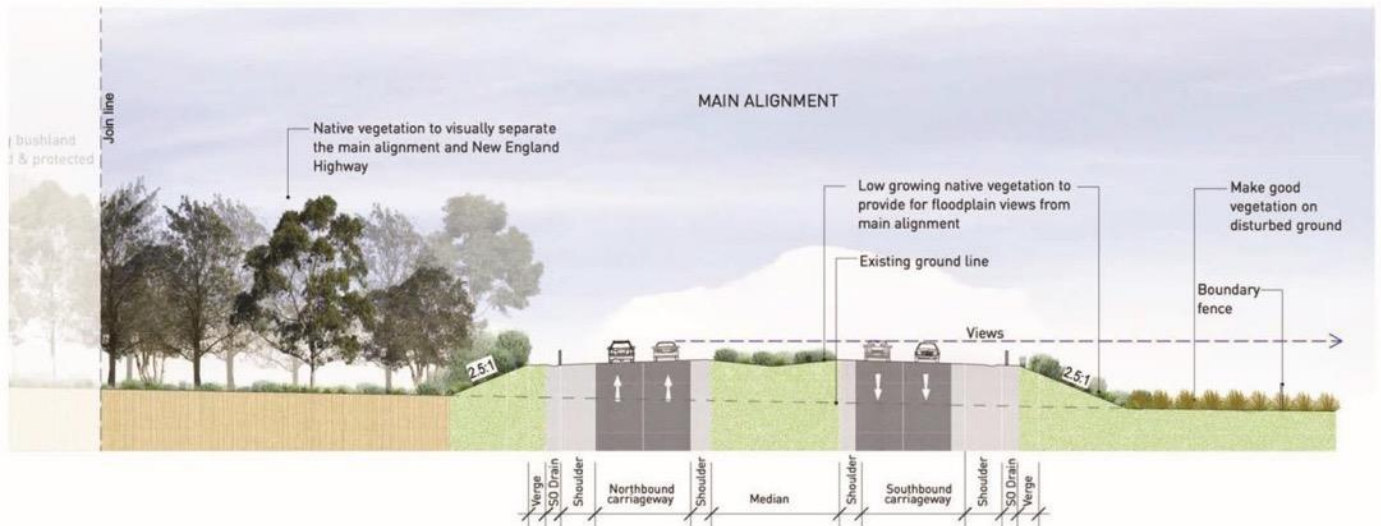 MAIN ALIGNMENT
Join line
bushland
& protected
Native vegetation to visually separate
the main alignment and New England
Highway
Low growing native vegetation to
provide for floodplain views from
main alignment
Make good
vegetation on
disturbed ground
Existing ground line
Boundary
fence
Views
2.5:1
2.5:1
Verge
SO Drain
Shoulder
Northbound
carriageway
Shoulder
Median
Shoulder
Southbound
carriageway
Shoulder
SO Drain
Verge